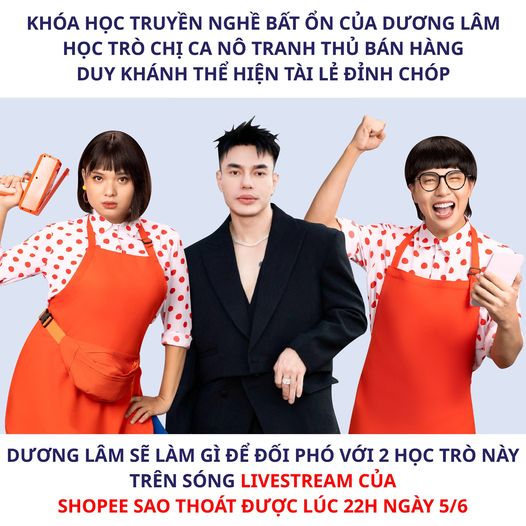 KHÓA HỌC TRUYỀN NGHỀ BẤT ỔN CỦA DƯƠNG LÂM
HỌC TRÒ CHỊ CA NÔ TRANH THỦ BÁN HÀNG
DUY KHÁNH THỂ HIỆN TÀI LẺ ĐỈNH CHÓP
DƯƠNG LÂM SẼ LÀM GÌ ĐỂ ĐỐI PHÓ VỚI 2 HỌC TRÒ NÀY
TRÊN SÓNG LIVESTREAM CỦA
SHOPEE SAO THOÁT ĐƯỢC LÚC 22H NGÀY 5/6